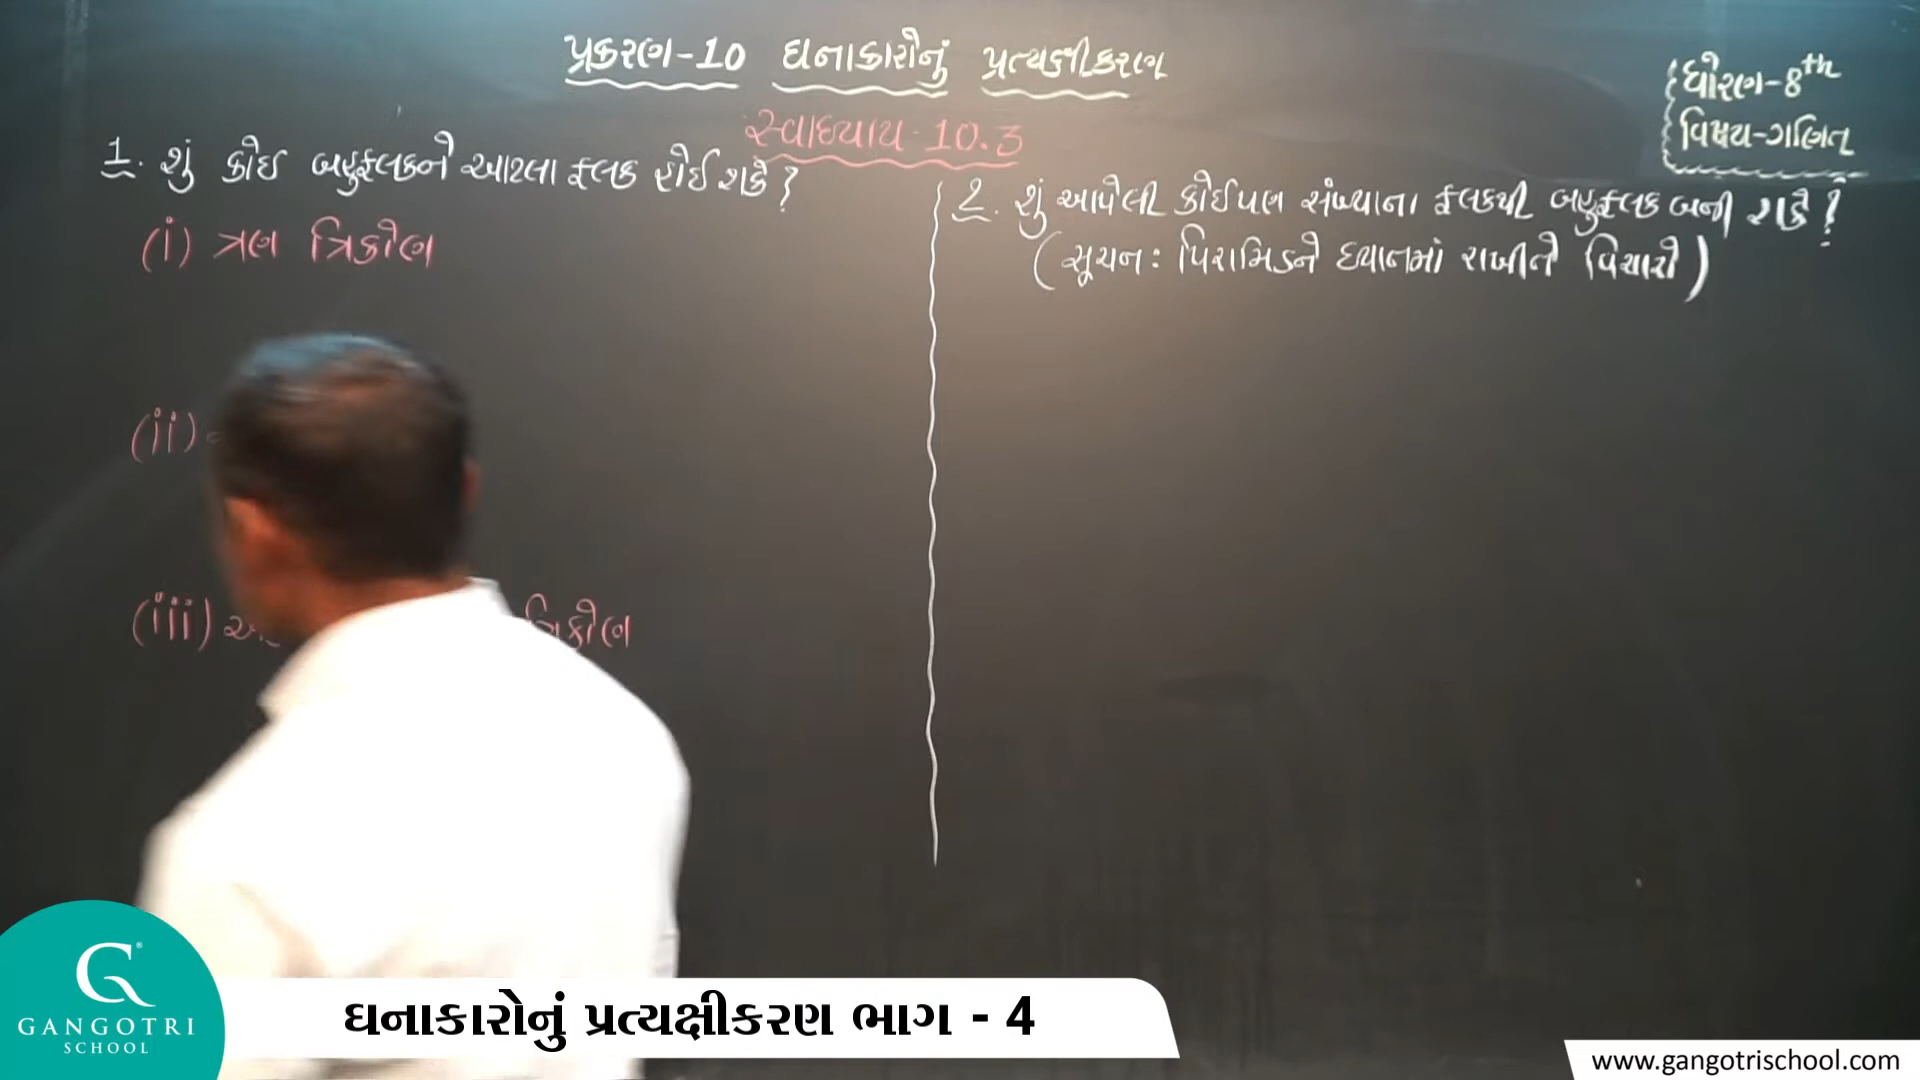 પ્રકરણ-10 ઘનાકારોનું પ્રત્યક્ષીકરણ
ધોરણ-8th
વિષય-ગણિત
સ્વાધ્યાય-10.3
1. શું કોઈ બહુફલકને આટલા ફલક હોઈ શકે?
(i) ત્રણ ત્રિકોણ
(ii)
(iii) ત્રિકોણ
2. શું આપેલી કોઈપણ સંખ્યાના ફલકથી બહુફલક બની શકે?
(સૂચન: પિરામિડને ધ્યાનમાં રાખીને વિચારો)
GANGOTRI
SCHOOL
ઘનાકારોનું પ્રત્યક્ષીકરણ ભાગ - 4
www.gangotrischool.com